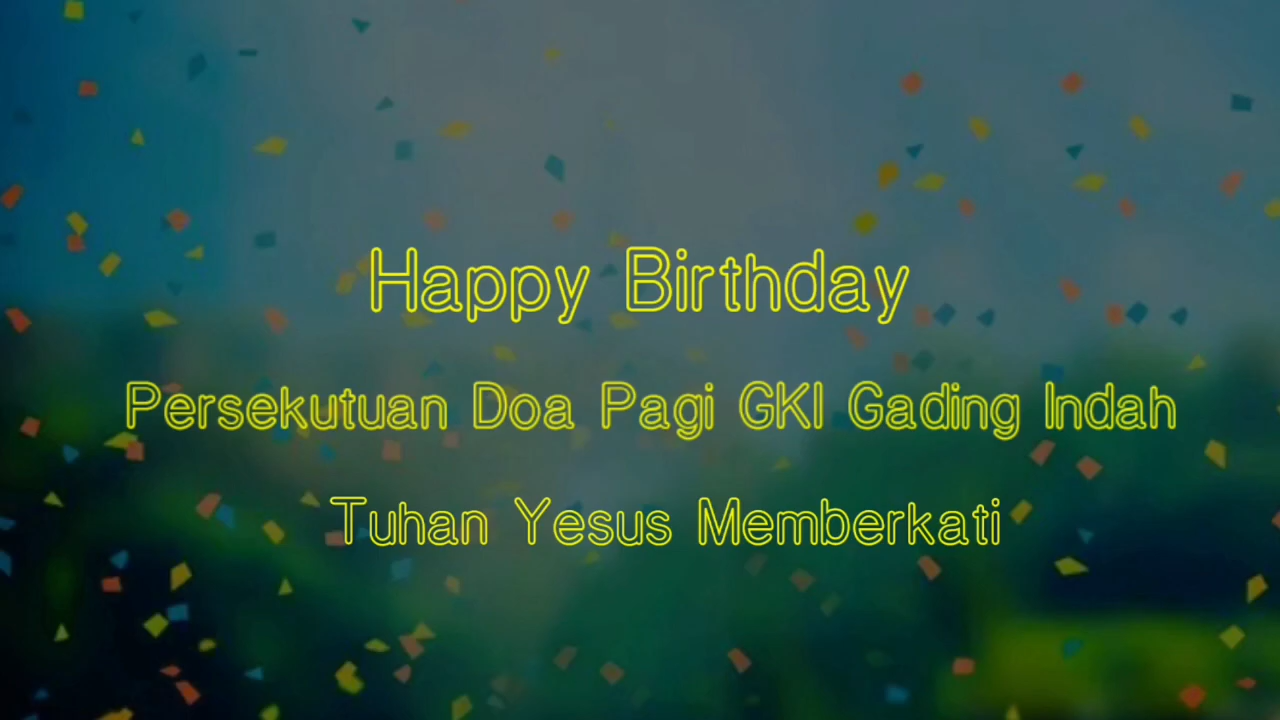 Happy Birthday
Persekutuan Doa Pagi GKI Gading Indah
Tuhan Yesus Memberkati